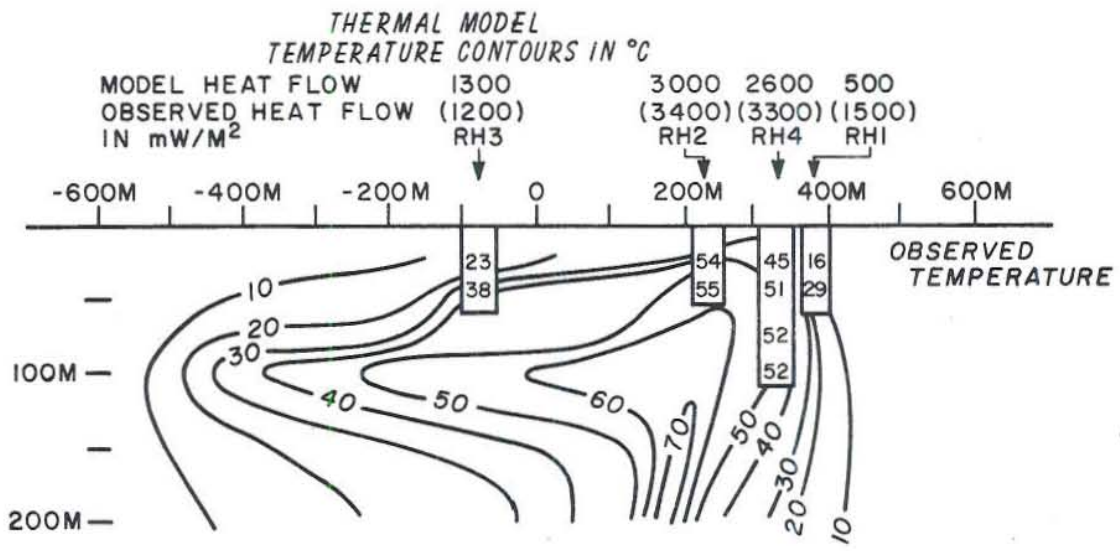 THERMAL MODEL
TEMPERATURE CONTOURS IN °C
MODEL HEAT FLOW 1300 3000 2600 500
OBSERVED HEAT FLOW (1200) (3400) (3300) (1500)
IN mW/M² RH3 RH2 RH4 RH1
-600M -400M -200M 0 200M 400M 600M
OBSERVED
TEMPERATURE
23 54 45 16
38 55 51 29
52
52
10
20
30
100M
40 50 60 70 50 40 30 20 10
200M